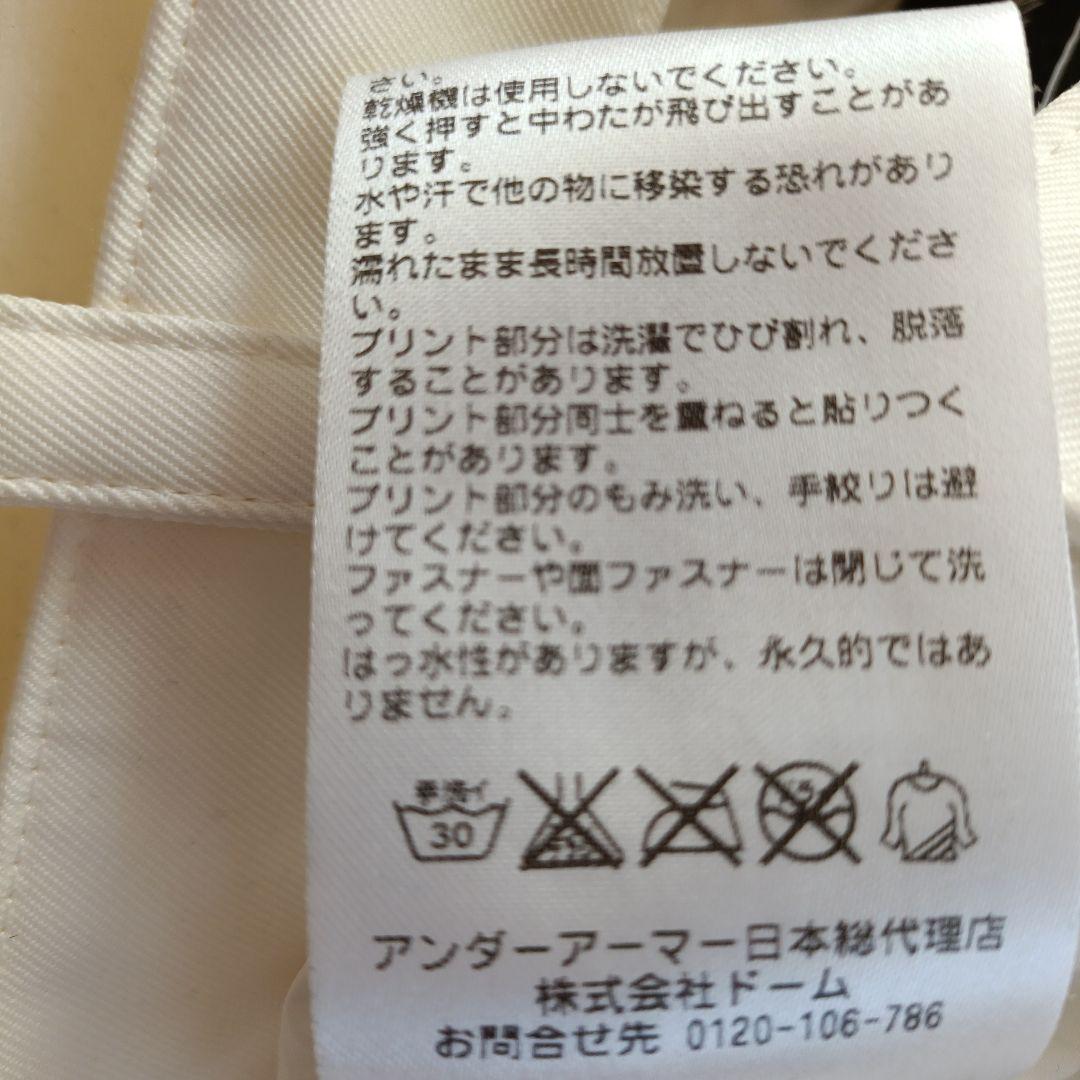 さい。
乾燥機は使用しないでください。
強く押すと中わたが飛び出すことがあ
ります。
水や汗で他の物に移染する恐れがあり
ます。
濡れたまま長時間放置しないでくださ
い。
プリント部分は洗濯でひび割れ、脱落
することがあります。
プリント部分同士を重ねると貼りつく
ことがあります。
プリント部分のもみ洗い、手絞りは避
けてください。
ファスナーや面ファスナーは閉じて洗
ってください。
はっ水性がありますが、永久的ではあ
りません。
手洗イ
30
アンダーアーマー日本総代理店
株式会社ドーム
お問合せ先 0120-106-786